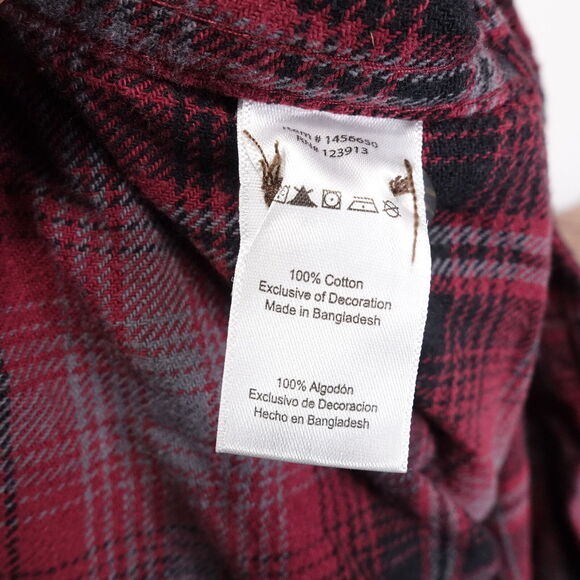 Item # 1456650
RN# 123913
100% Cotton
Exclusive of Decoration
Made in Bangladesh
100% Algodón
Exclusivo de Decoracion
Hecho en Bangladesh